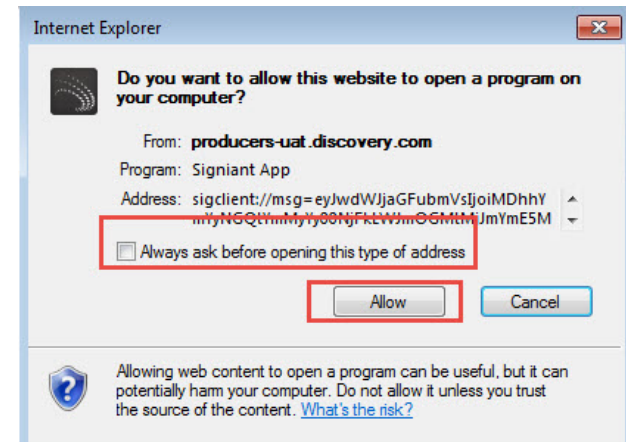 Internet Explorer
Do you want to allow this website to open a program on
your computer?
From: producers-uat.discovery.com
Program: Signiant App
Address: sigclient://msg=eyJwdWJjaGFubmVsIjoiMDhhY
Always ask before opening this type of address
Allow Cancel
Allowing web content to open a program can be useful, but it can
potentially harm your computer. Do not allow it unless you trust
the source of the content. What's the risk?